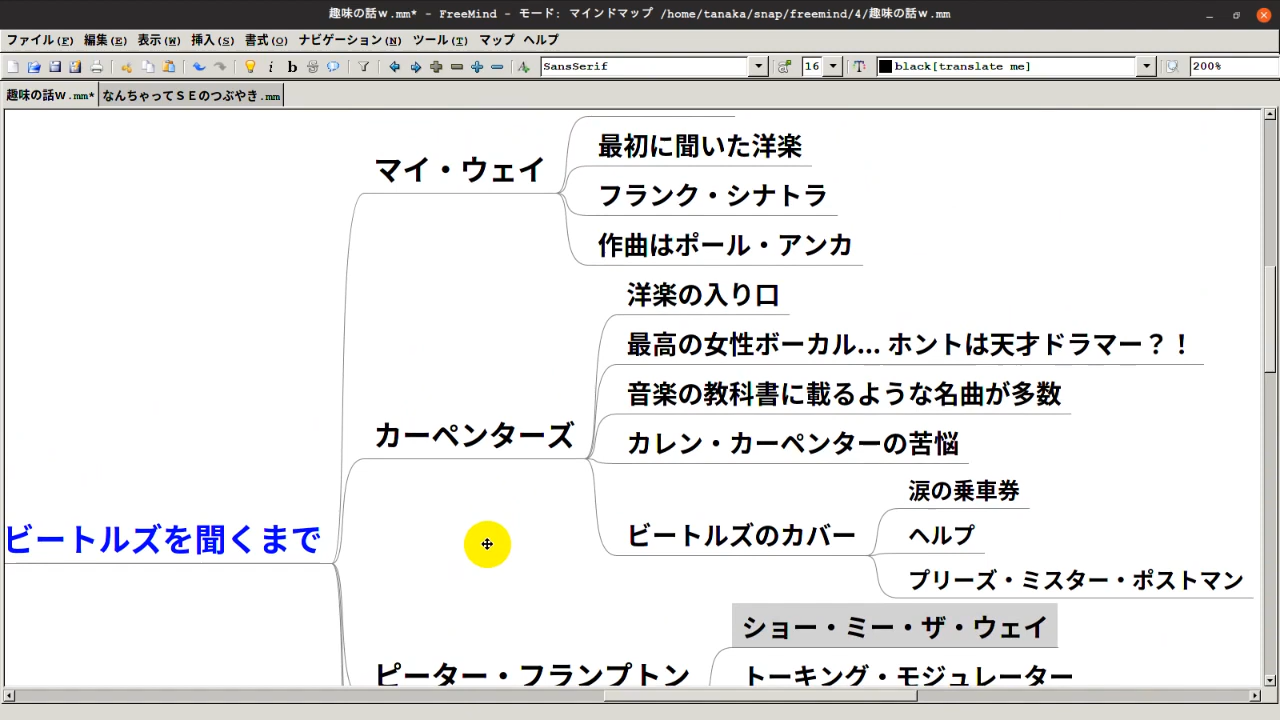 趣味の話ｗ.mm* - FreeMind - モード: マインドマップ /home/tanaka/snap/freemind/4/趣味の話ｗ.mm
ファイル(F) 編集(E) 表示(W) 挿入(S) 書式(O) ナビゲーション(N) ツール(T) マップ ヘルプ
SansSerif 16 black[translate me] 200%
趣味の話ｗ.mm* なんちゃってＳＥのつぶやき.mm
マイ・ウェイ
最初に聞いた洋楽
フランク・シナトラ
作曲はポール・アンカ
ビートルズを聞くまで
カーペンターズ
洋楽の入り口
最高の女性ボーカル... ホントは天才ドラマー？！
音楽の教科書に載るような名曲が多数
カレン・カーペンターの苦悩
ビートルズのカバー
涙の乗車券
ヘルプ
プリーズ・ミスター・ポストマン
ピーター・フランプトン
ショー・ミー・ザ・ウェイ
トーキング・モジュレーター